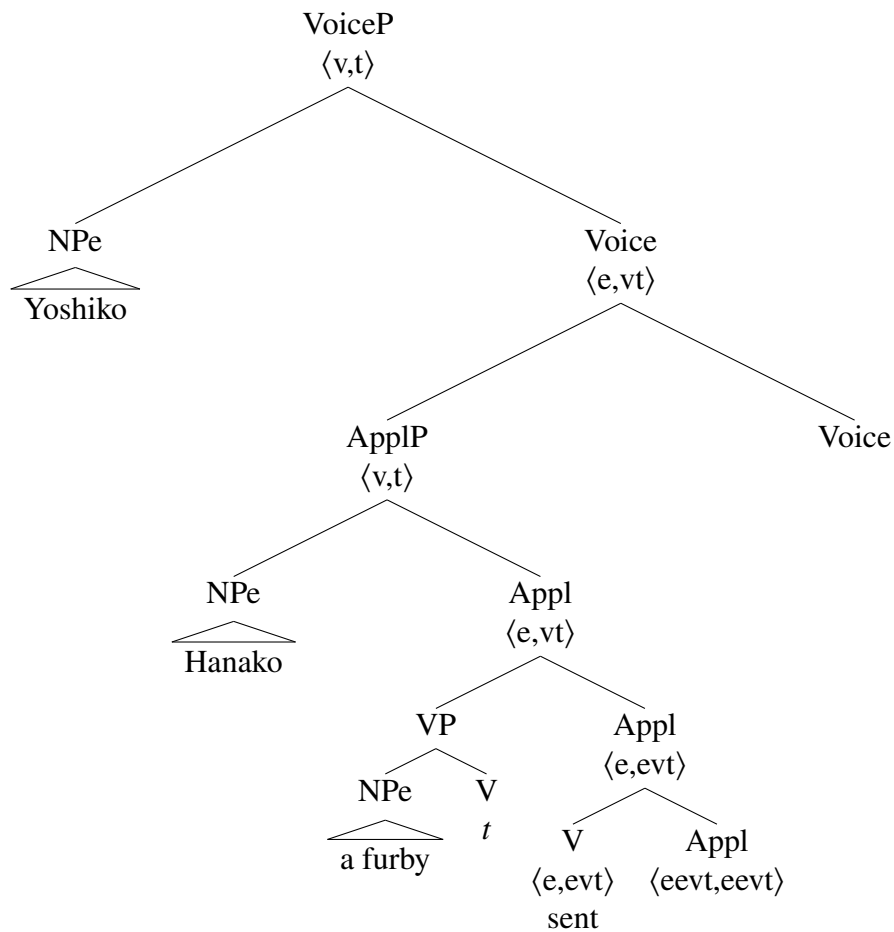 VoiceP
⟨v,t⟩
NPe Voice
Yoshiko ⟨e,vt⟩
ApplP Voice
⟨v,t⟩
NPe Appl
Hanako ⟨e,vt⟩
VP Appl
⟨e,evt⟩
NPe V
a furby t
V Appl
⟨e,evt⟩ ⟨eevt,eevt⟩
sent